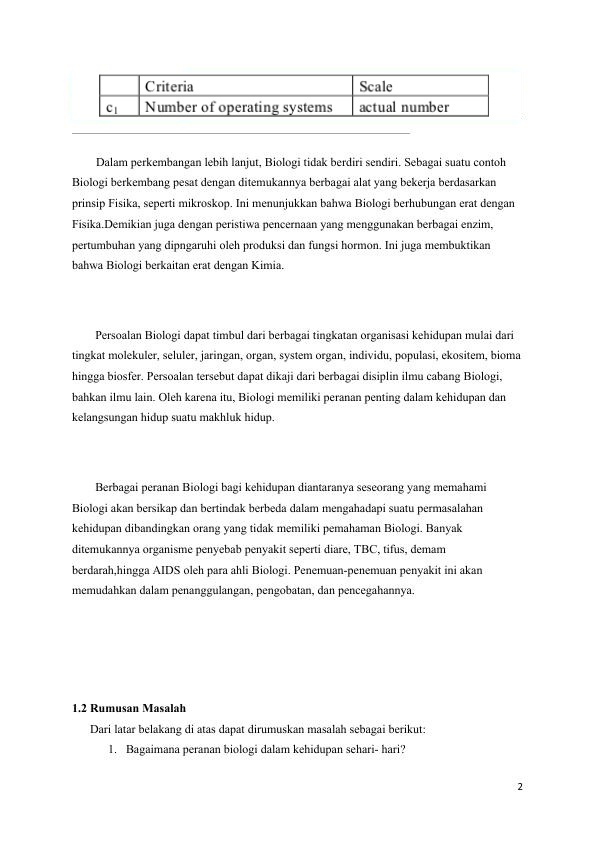 Criteria Scale
c₁ Number of operating systems actual number
Dalam perkembangan lebih lanjut, Biologi tidak berdiri sendiri. Sebagai suatu contoh
Biologi berkembang pesat dengan ditemukannya berbagai alat yang bekerja berdasarkan
prinsip Fisika, seperti mikroskop. Ini menunjukkan bahwa Biologi berhubungan erat dengan
Fisika.Demikian juga dengan peristiwa pencernaan yang menggunakan berbagai enzim,
pertumbuhan yang dipngaruhi oleh produksi dan fungsi hormon. Ini juga membuktikan
bahwa Biologi berkaitan erat dengan Kimia.
Persoalan Biologi dapat timbul dari berbagai tingkatan organisasi kehidupan mulai dari
tingkat molekuler, seluler, jaringan, organ, system organ, individu, populasi, ekositem, bioma
hingga biosfer. Persoalan tersebut dapat dikaji dari berbagai disiplin ilmu cabang Biologi,
bahkan ilmu lain. Oleh karena itu, Biologi memiliki peranan penting dalam kehidupan dan
kelangsungan hidup suatu makhluk hidup.
Berbagai peranan Biologi bagi kehidupan diantaranya seseorang yang memahami
Biologi akan bersikap dan bertindak berbeda dalam mengahadapi suatu permasalahan
kehidupan dibandingkan orang yang tidak memiliki pemahaman Biologi. Banyak
ditemukannya organisme penyebab penyakit seperti diare, TBC, tifus, demam
berdarah,hingga AIDS oleh para ahli Biologi. Penemuan-penemuan penyakit ini akan
memudahkan dalam penanggulangan, pengobatan, dan pencegahannya.
1.2 Rumusan Masalah
Dari latar belakang di atas dapat dirumuskan masalah sebagai berikut:
1. Bagaimana peranan biologi dalam kehidupan sehari- hari?
2